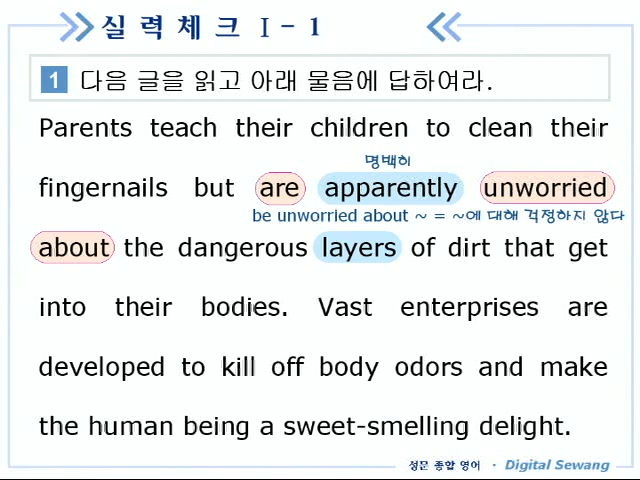 실 력 체 크 I - 1
1 다음 글을 읽고 아래 물음에 답하여라.
Parents teach their children to clean their
명백히
fingernails but are apparently unworried
be unworried about ~ = ~에 대해 걱정하지 않다
about the dangerous layers of dirt that get
into their bodies. Vast enterprises are
developed to kill off body odors and make
the human being a sweet-smelling delight.
정문 종합 영어 · Digital Sewang